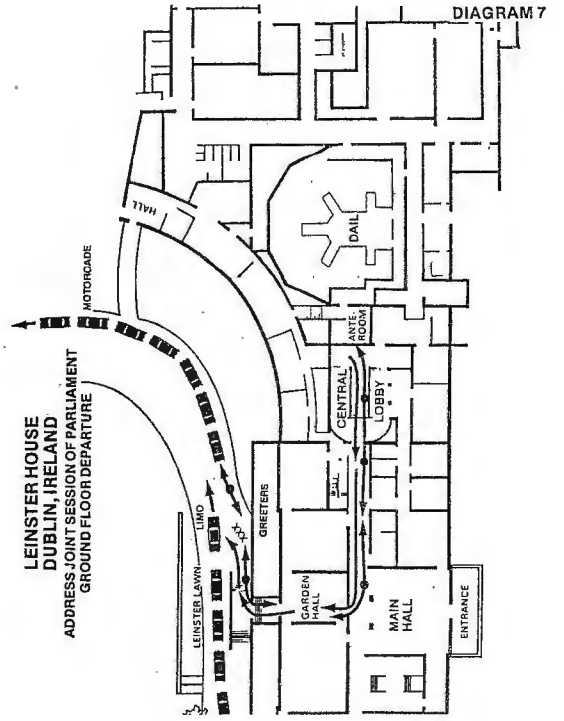 DIAGRAM 7
LEINSTER HOUSE
DUBLIN, IRELAND
ADDRESS JOINT SESSION OF PARLIAMENT
GROUND FLOOR DEPARTURE
MOTORCADE
HALL
DAIL
ANTE-
ROOM
CENTRAL
LOBBY
LIMO
GREETERS
LEINSTER LAWN
XX
GARDEN
HALL
MAIN
HALL
ENTRANCE